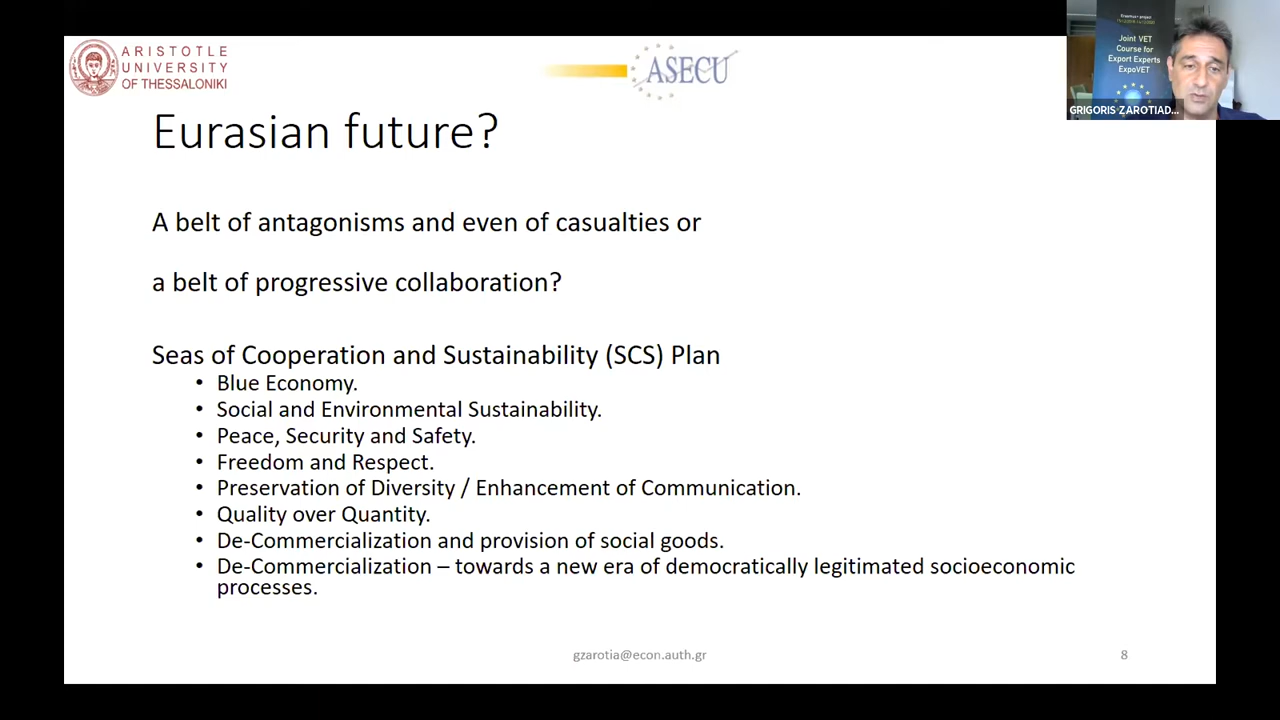 ARISTOTLE
UNIVERSITY
OF THESSALONIKI
ASECU
Erasmus+ project
Joint VET
Course for
Export Experts
ExpoVET
GRIGORIS ZAROTIAD...
Eurasian future?
A belt of antagonisms and even of casualties or
a belt of progressive collaboration?
Seas of Cooperation and Sustainability (SCS) Plan
• Blue Economy.
• Social and Environmental Sustainability.
• Peace, Security and Safety.
• Freedom and Respect.
• Preservation of Diversity / Enhancement of Communication.
• Quality over Quantity.
• De-Commercialization and provision of social goods.
• De-Commercialization – towards a new era of democratically legitimated socioeconomic
processes.
gzarotia@econ.auth.gr
8